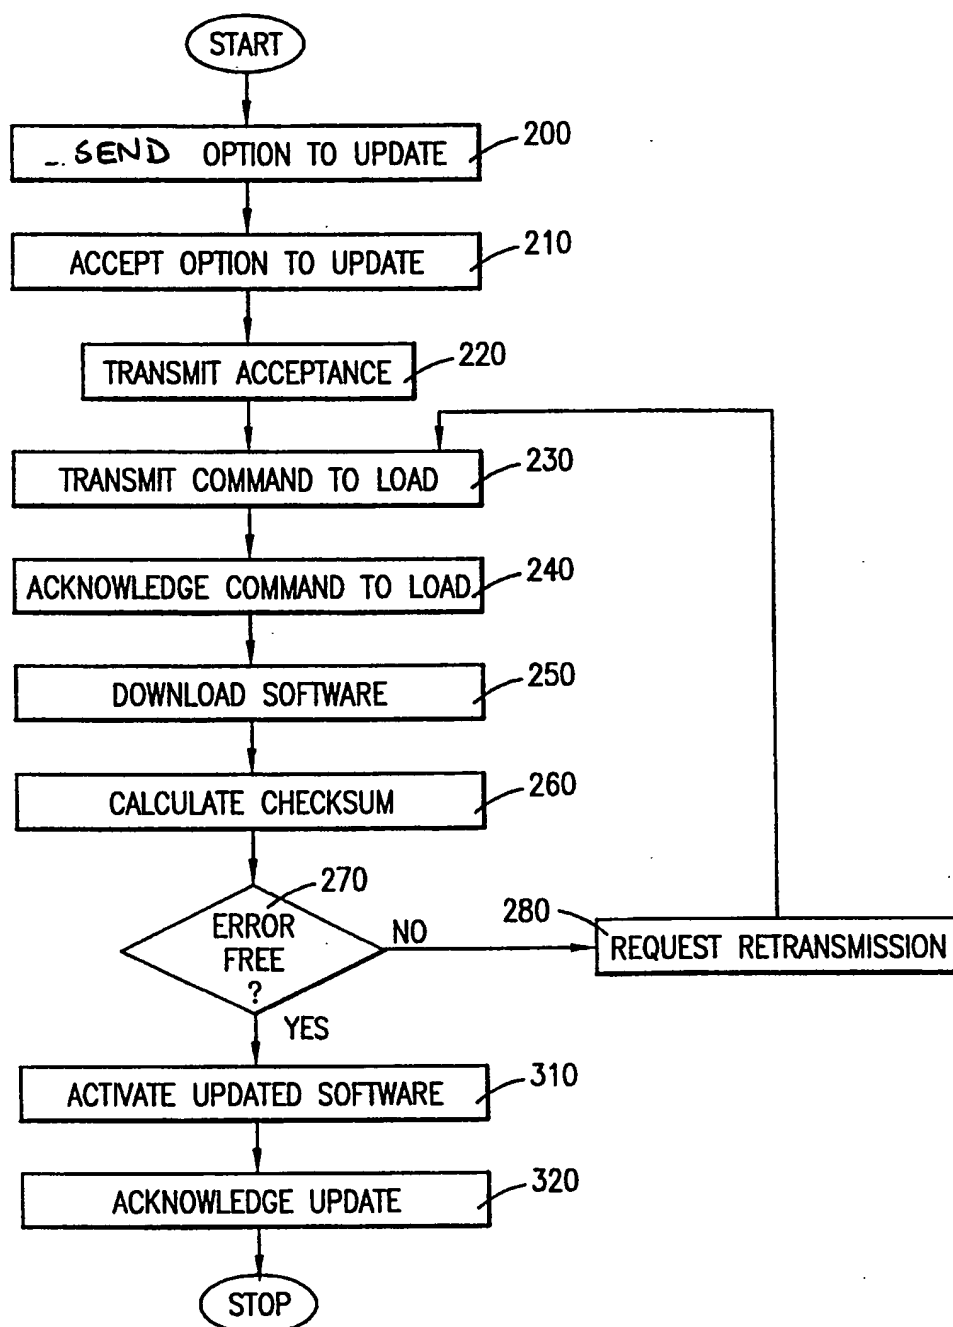 START
SEND OPTION TO UPDATE
200
ACCEPT OPTION TO UPDATE
210
TRANSMIT ACCEPTANCE
220
TRANSMIT COMMAND TO LOAD
230
ACKNOWLEDGE COMMAND TO LOAD
240
DOWNLOAD SOFTWARE
250
CALCULATE CHECKSUM
260
270
ERROR
FREE
?
NO
280
REQUEST RETRANSMISSION
YES
ACTIVATE UPDATED SOFTWARE
310
ACKNOWLEDGE UPDATE
320
STOP